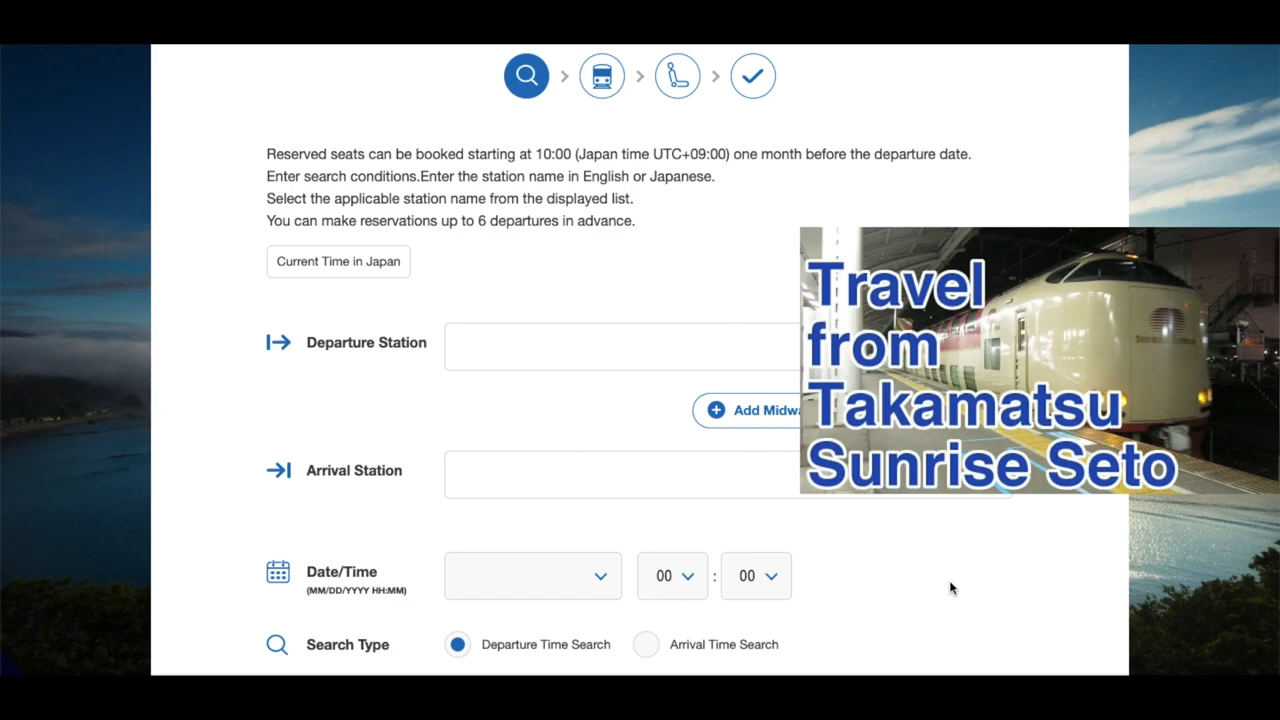 Reserved seats can be booked starting at 10:00 (Japan time UTC+09:00) one month before the departure date.
Enter search conditions.Enter the station name in English or Japanese.
Select the applicable station name from the displayed list.
You can make reservations up to 6 departures in advance.
Current Time in Japan
Departure Station
Add Midwa
Arrival Station
Travel
from
Takamatsu
Sunrise Seto
Date/Time
(MM/DD/YYYY HH:MM)
00 : 00
Search Type
Departure Time Search
Arrival Time Search